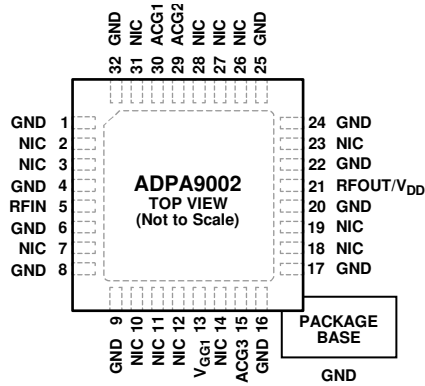 GND
NIC
ACG1
ACG2
NIC
NIC
NIC
GND
32
31
30
29
28
27
26
25
GND 1
NIC 2
NIC 3
GND 4
RFIN 5
GND 6
NIC 7
GND 8
24 GND
23 NIC
22 GND
21 RFOUT/VDD
20 GND
19 NIC
18 NIC
17 GND
ADPA9002
TOP VIEW
(Not to Scale)
GND 9
NIC 10
NIC 11
NIC 12
VGG1 13
NIC 14
ACG3 15
GND 16
PACKAGE
BASE
GND